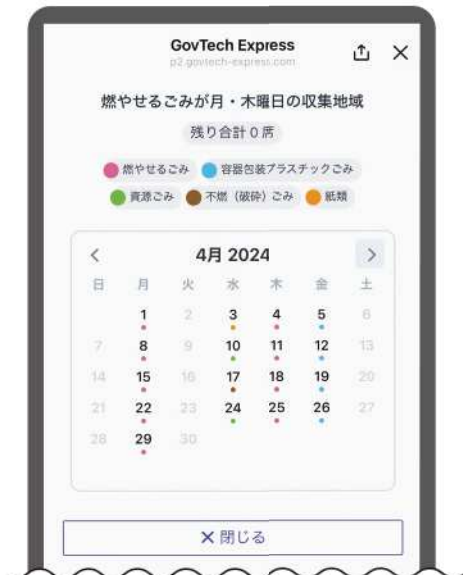 GovTech Express
p2.govtech-express.com
燃やせるごみが月・木曜日の収集地域
残り合計0席
燃やせるごみ 容器包装プラスチックごみ
資源ごみ 不燃（破砕）ごみ 紙類
4月 2024
日 月 火 水 木 金 土
1 2 3 4 5 6
7 8 9 10 11 12 13
14 15 16 17 18 19 20
21 22 23 24 25 26 27
28 29 30
×閉じる